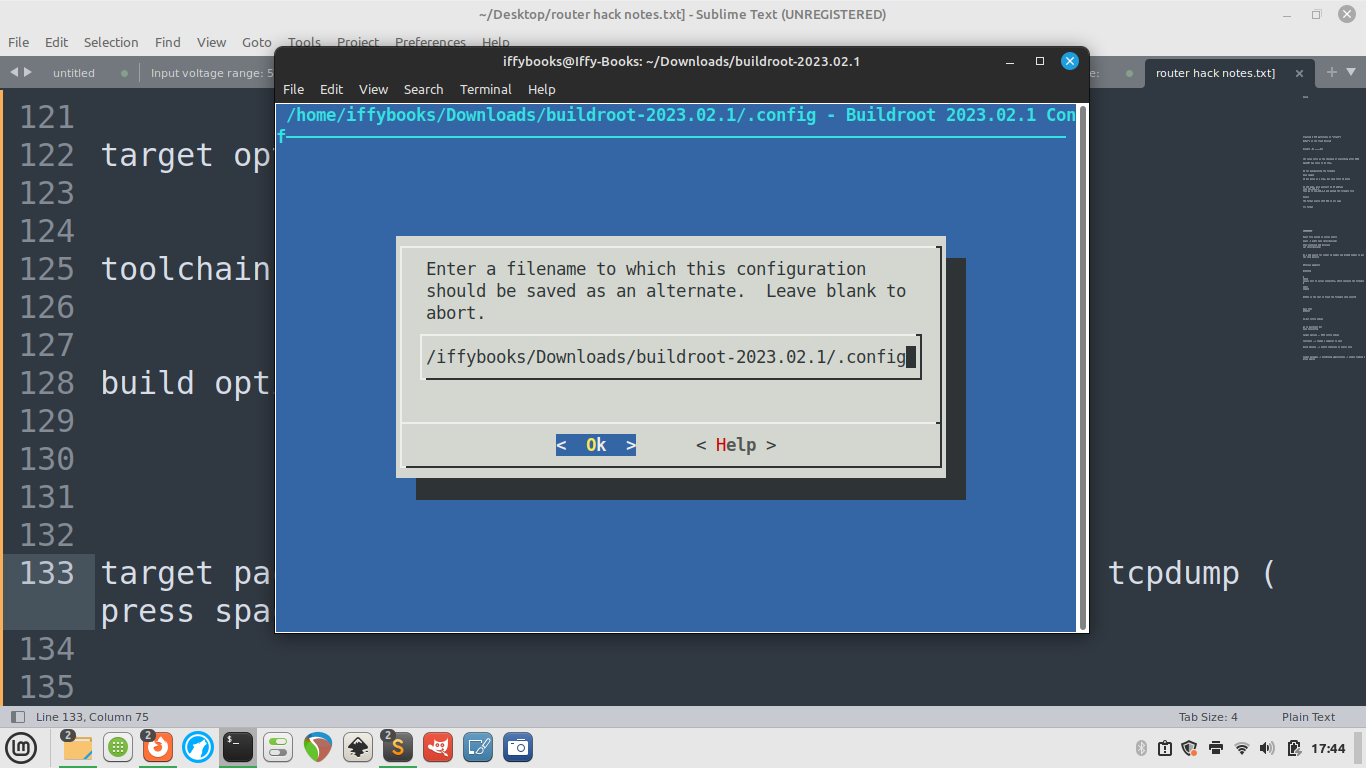 ~/Desktop/router hack notes.txt] - Sublime Text (UNREGISTERED)
File Edit Selection Find View Goto Tools Project Preferences Help
untitled
Input voltage range: 5
e:
router hack notes.txt]
iffybooks@Iffy-Books: ~/Downloads/buildroot-2023.02.1
File Edit View Search Terminal Help
/home/iffybooks/Downloads/buildroot-2023.02.1/.config - Buildroot 2023.02.1 Con
f
Enter a filename to which this configuration
should be saved as an alternate.  Leave blank to
abort.
/iffybooks/Downloads/buildroot-2023.02.1/.config
<  Ok  > < Help >
121
122 target op
123
124
125 toolchain
126
127
128 build opt
129
130
131
132
133 target pa tcpdump (
press spa
134
135
Line 133, Column 75
Tab Size: 4 Plain Text
2 2 $_ 2 S
17:44